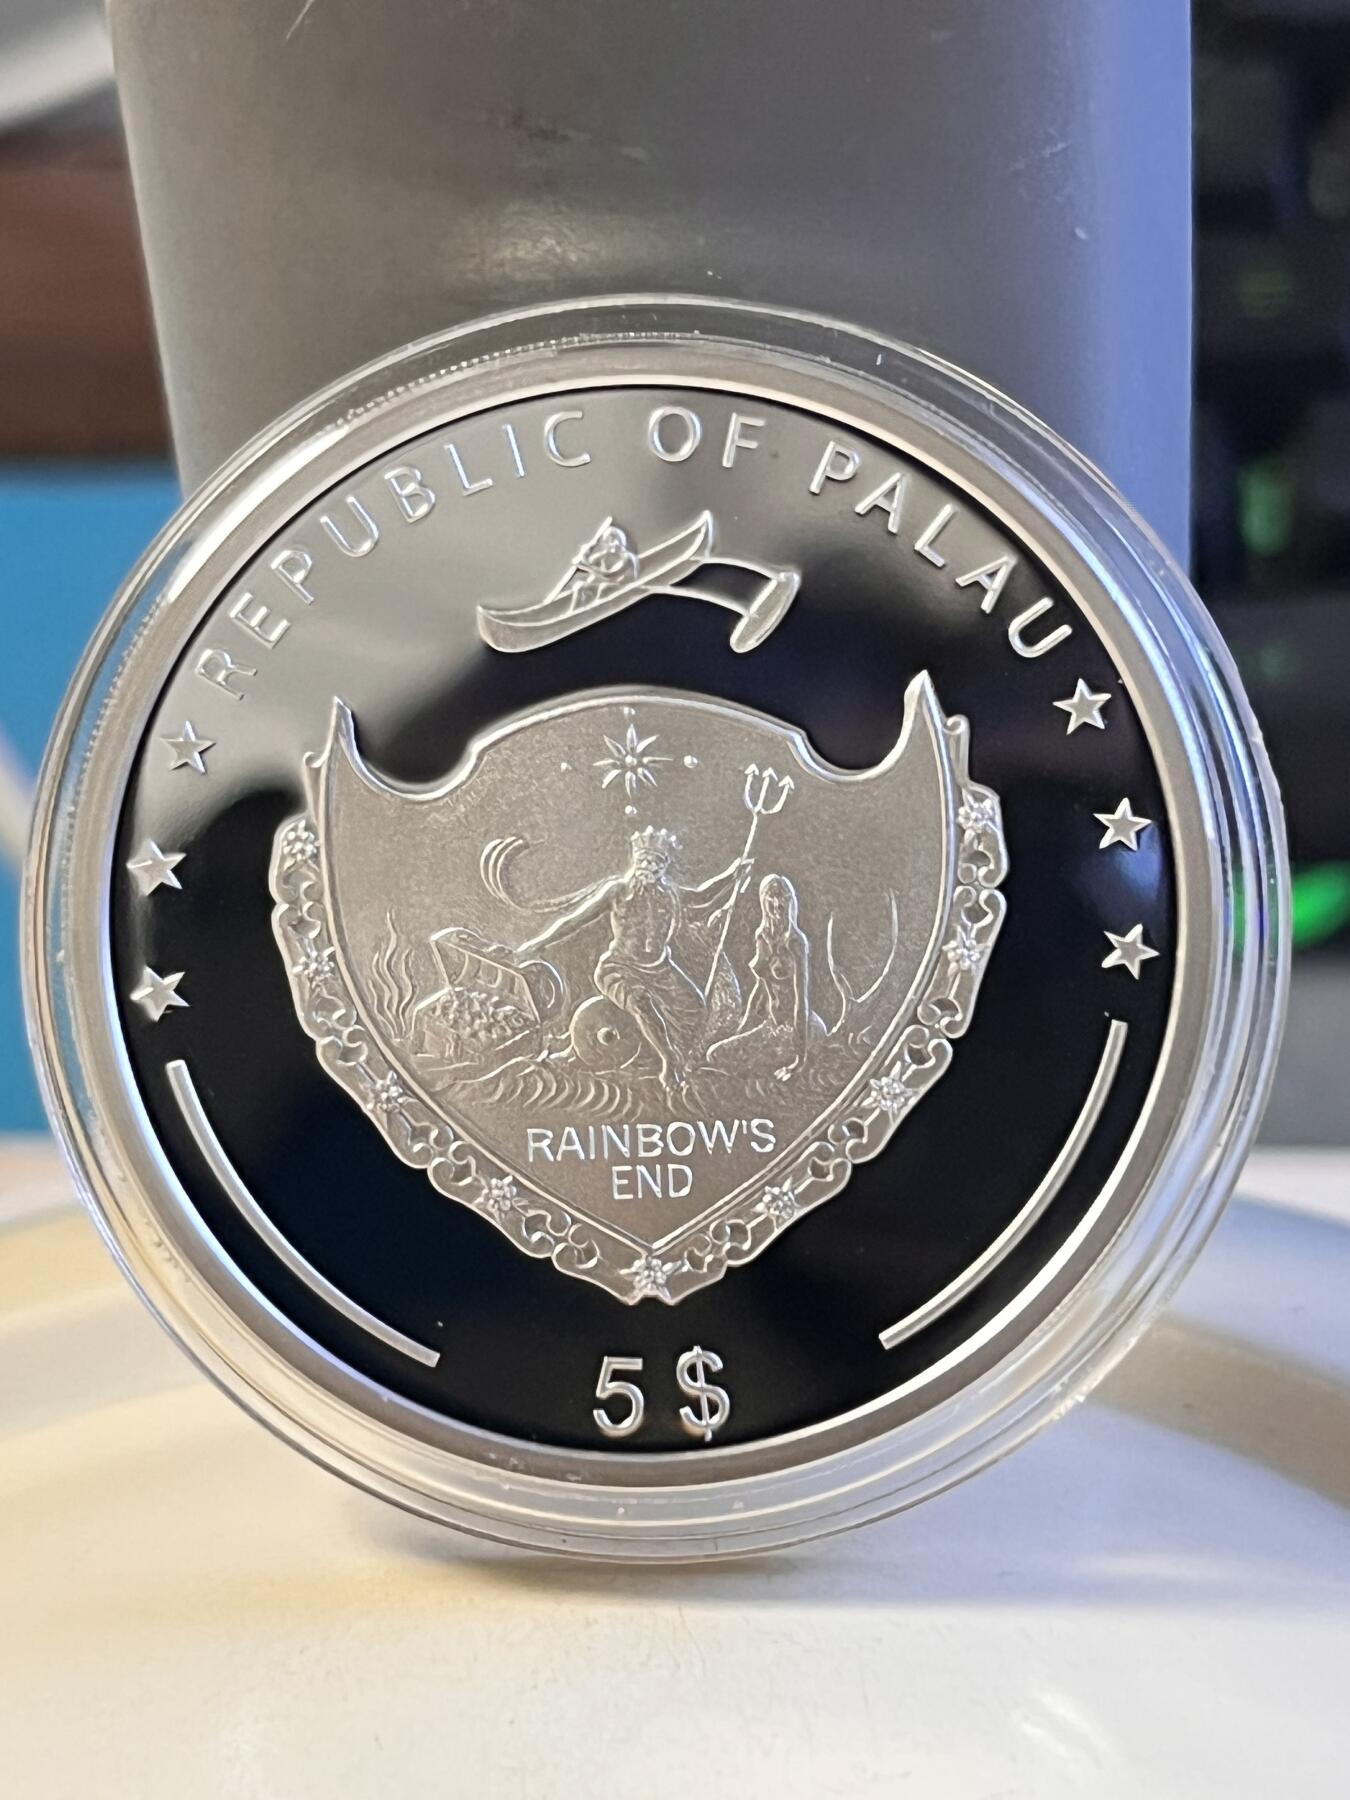 REPUBLIC OF PALAU
RAINBOW'S
END
5 $